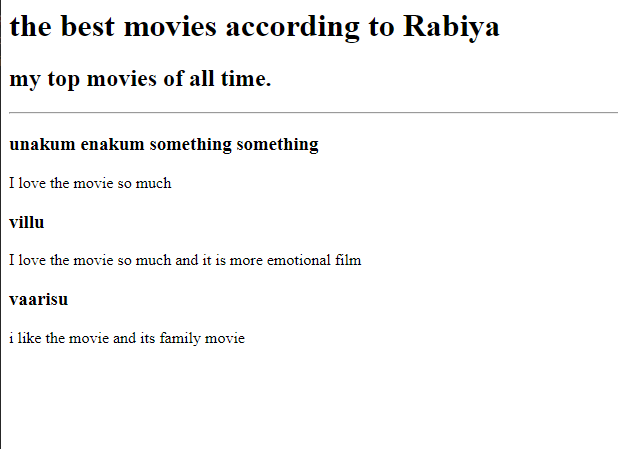 the best movies according to Rabiya
my top movies of all time.
unakum enakum something something
I love the movie so much
villu
I love the movie so much and it is more emotional film
vaarisu
i like the movie and its family movie